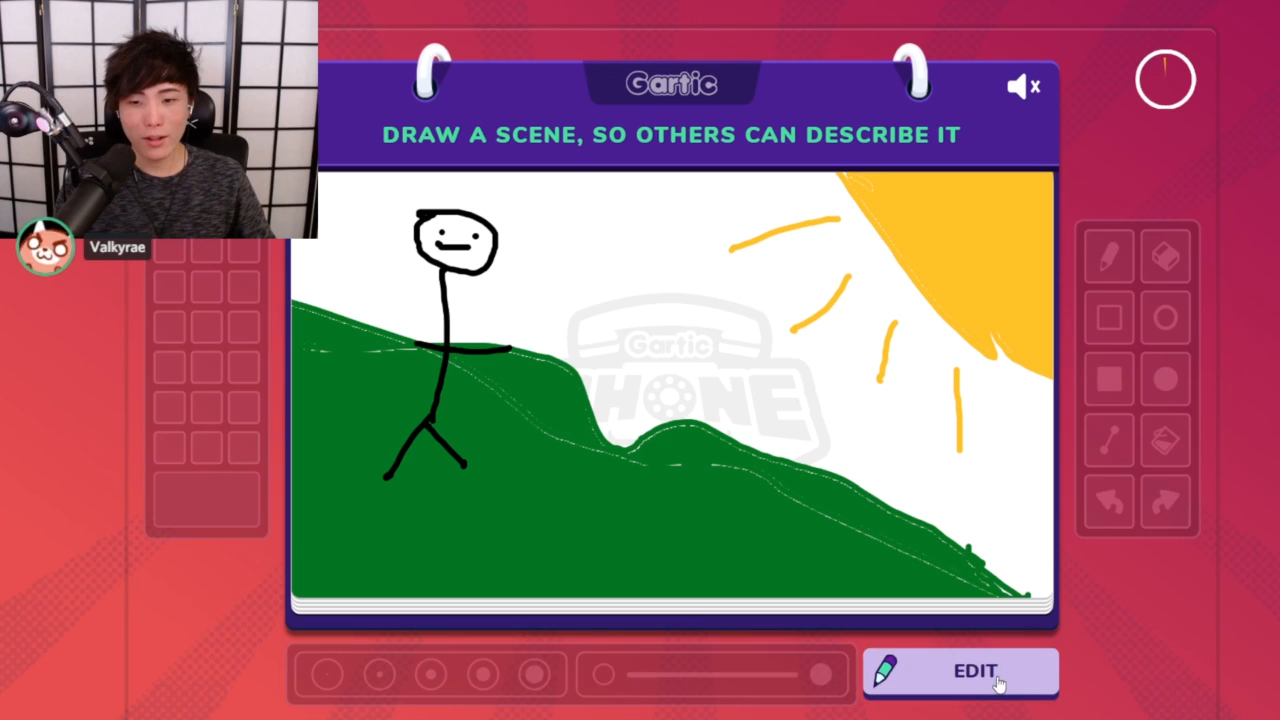 Gartic
DRAW A SCENE, SO OTHERS CAN DESCRIBE IT
Valkyrae
Gartic
PHONE
EDIT